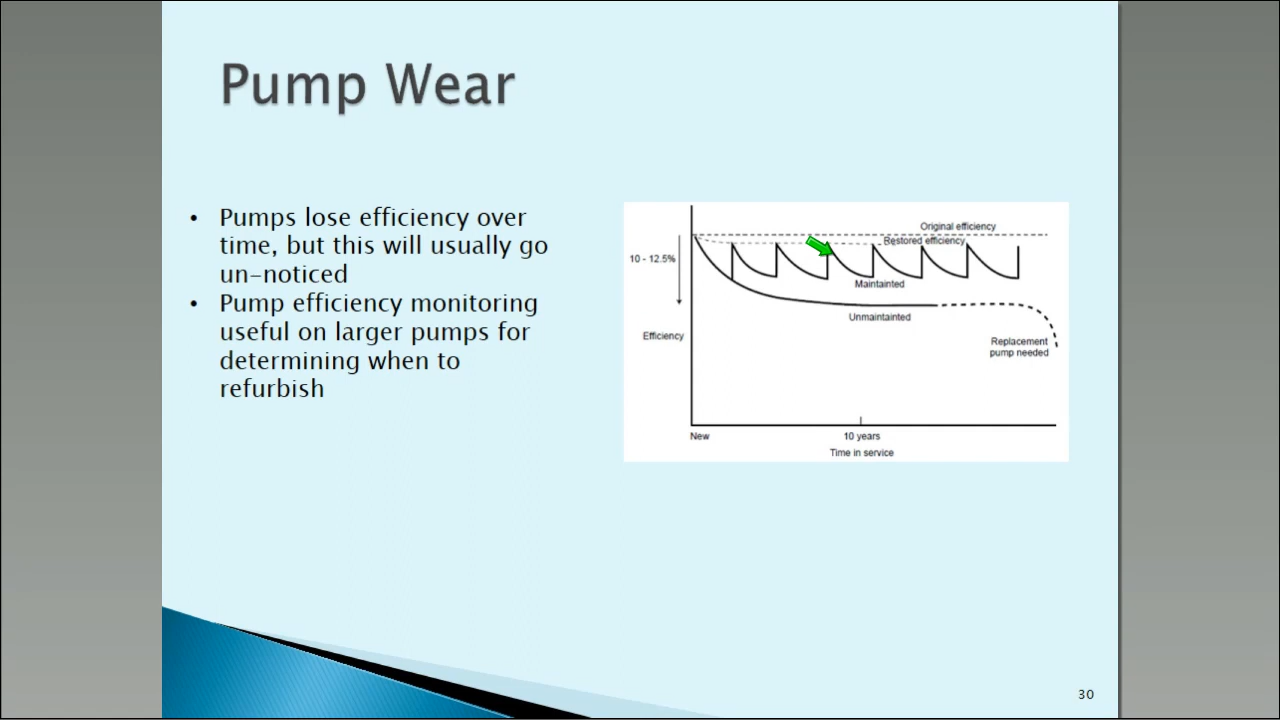 Pump Wear
• Pumps lose efficiency over
time, but this will usually go
un-noticed
• Pump efficiency monitoring
useful on larger pumps for
determining when to
refurbish
Original efficiency
Restored efficiency
10 - 12.5%
Maintainted
Unmaintainted
Efficiency
Replacement
pump needed
New
10 years
Time in service
30